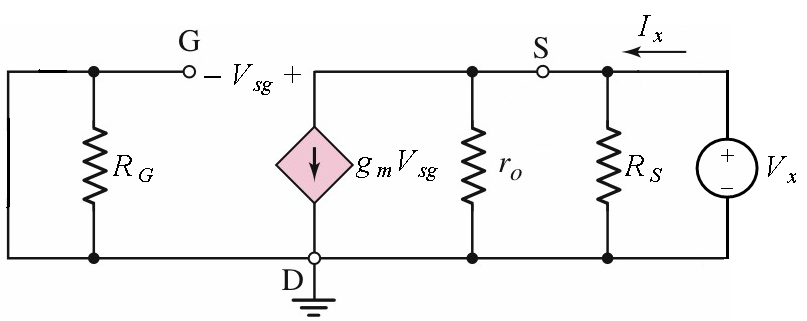 G
− V_sg +
S
I_x
R_G
g_m V_sg
r_o
R_S
+
−
V_x
D